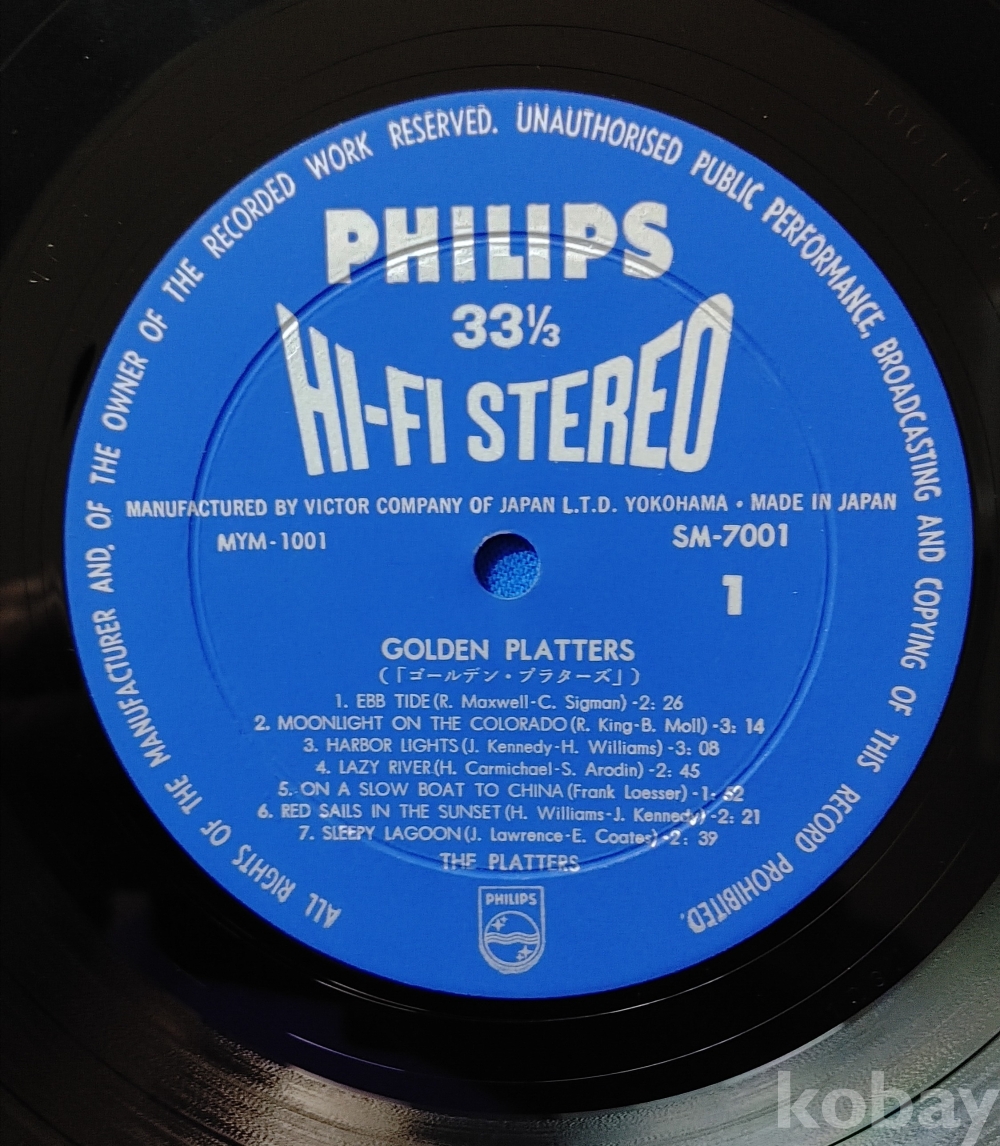 ALL RIGHTS OF THE MANUFACTURER AND, OF THE OWNER OF THE RECORDED WORK RESERVED. UNAUTHORISED PUBLIC PERFORMANCE, BROADCASTING AND COPYING OF THIS RECORD PROHIBITED.
PHILIPS
33⅓
HI-FI STEREO
MANUFACTURED BY VICTOR COMPANY OF JAPAN L.T.D. YOKOHAMA • MADE IN JAPAN
MYM-1001 SM-7001
1
GOLDEN PLATTERS
(「ゴールデン・プラターズ」)
1. EBB TIDE (R. Maxwell-C. Sigman) -2: 26
2. MOONLIGHT ON THE COLORADO (R. King-B. Moll) -3: 14
3. HARBOR LIGHTS (J. Kennedy-H. Williams) -3: 08
4. LAZY RIVER (H. Carmichael-S. Arodin) -2: 45
5. ON A SLOW BOAT TO CHINA (Frank Loesser) -1: 52
6. RED SAILS IN THE SUNSET (H. Williams-J. Kennedy) -2: 21
7. SLEEPY LAGOON (J. Lawrence-E. Coates) -2: 39
THE PLATTERS
PHILIPS
kobay